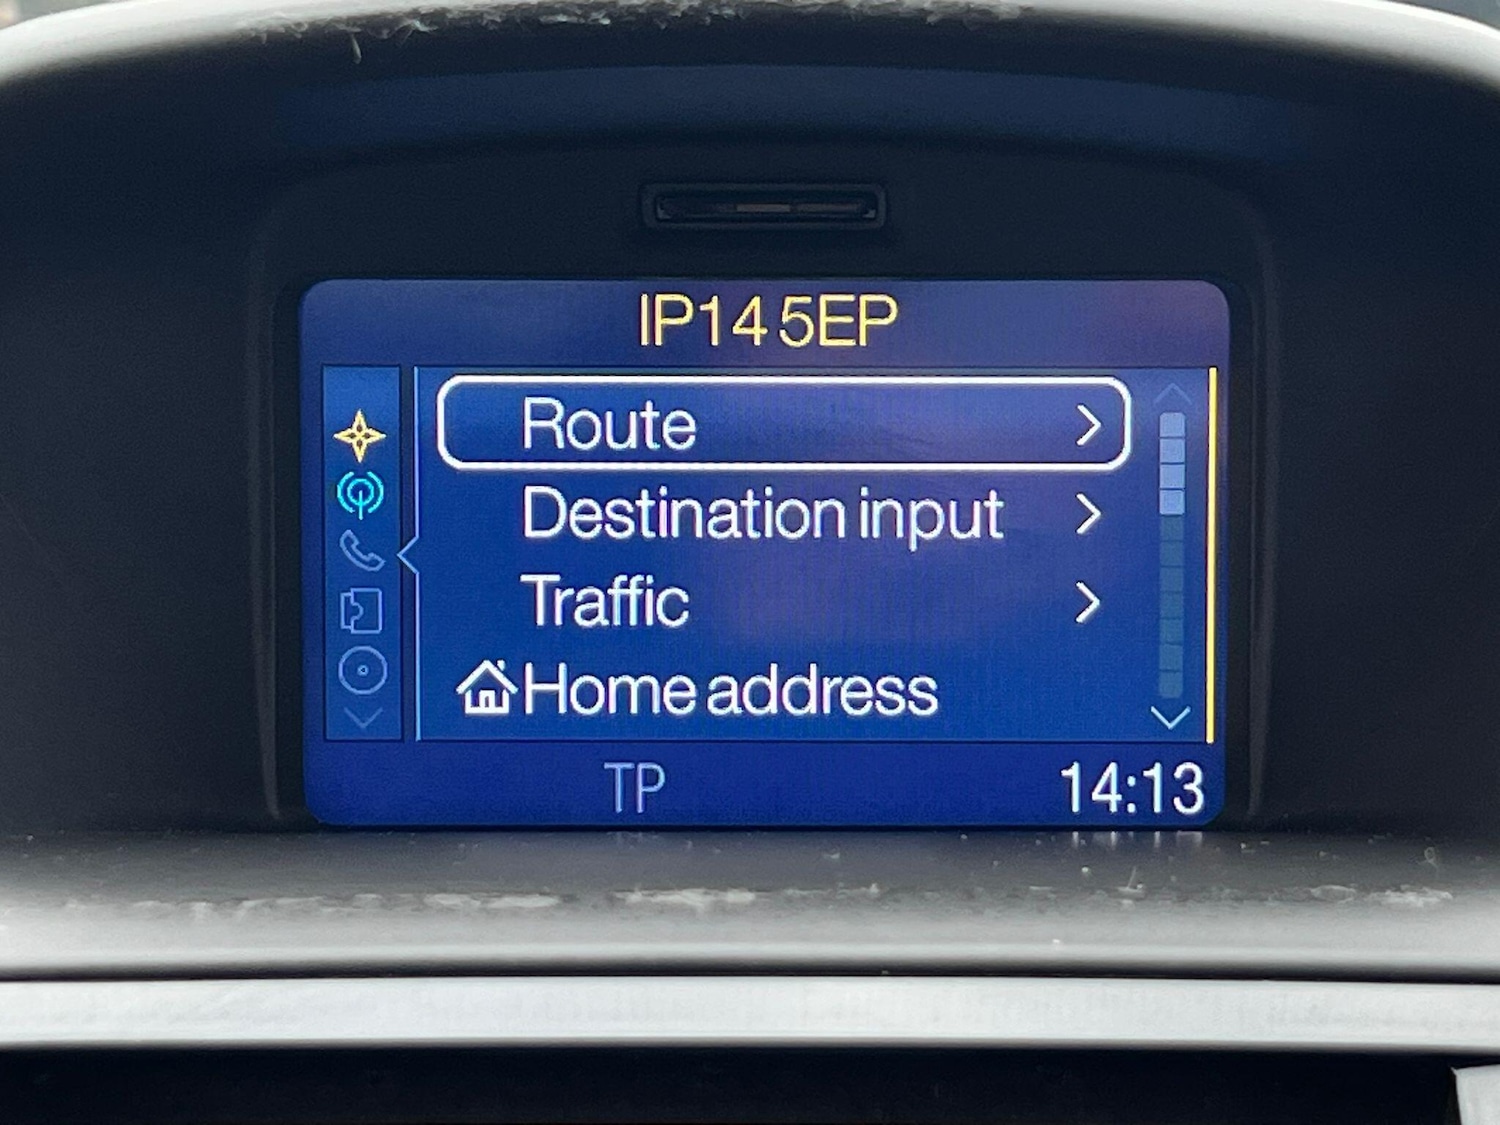 IP14 5EP
Route
Destination input
Traffic
Home address
TP
14:13